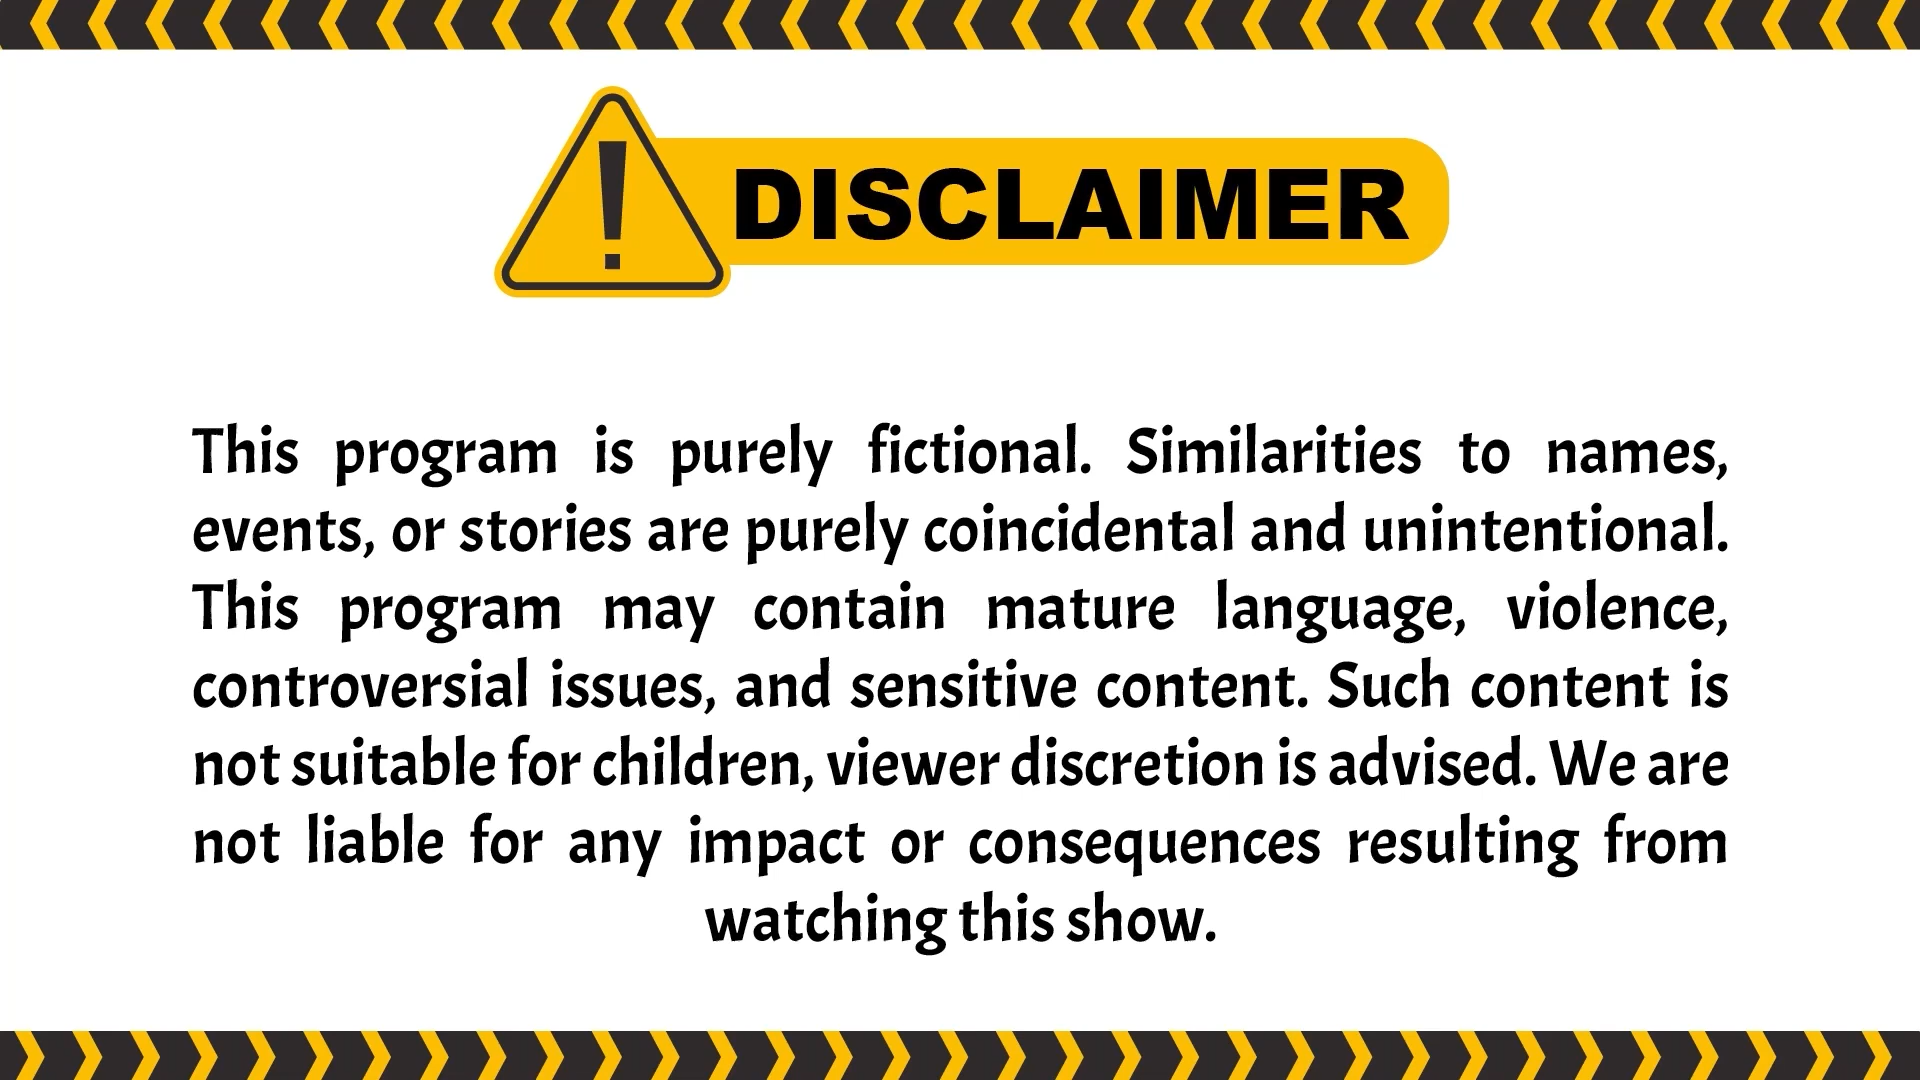 DISCLAIMER
This program is purely fictional. Similarities to names,
events, or stories are purely coincidental and unintentional.
This program may contain mature language, violence,
controversial issues, and sensitive content. Such content is
not suitable for children, viewer discretion is advised. We are
not liable for any impact or consequences resulting from
watching this show.